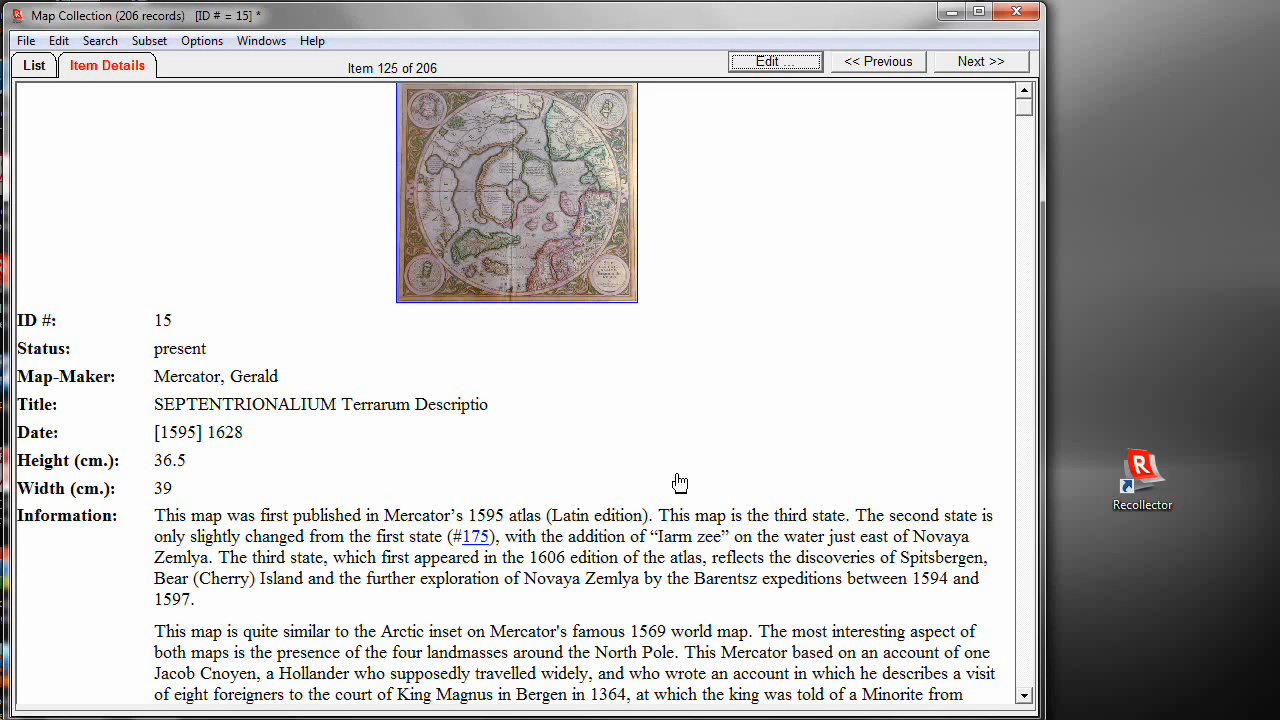 Map Collection (206 records) [ID # = 15] *
File Edit Search Subset Options Windows Help
List Item Details Item 125 of 206 Edit ... << Previous Next >>
ID #: 15
Status: present
Map-Maker: Mercator, Gerald
Title: SEPTENTRIONALIUM Terrarum Descriptio
Date: [1595] 1628
Height (cm.): 36.5
Width (cm.): 39
Information: This map was first published in Mercator’s 1595 atlas (Latin edition). This map is the third state. The second state is
only slightly changed from the first state (#175), with the addition of “Iarm zee” on the water just east of Novaya
Zemlya. The third state, which first appeared in the 1606 edition of the atlas, reflects the discoveries of Spitsbergen,
Bear (Cherry) Island and the further exploration of Novaya Zemlya by the Barentsz expeditions between 1594 and
1597.
This map is quite similar to the Arctic inset on Mercator's famous 1569 world map. The most interesting aspect of
both maps is the presence of the four landmasses around the North Pole. This Mercator based on an account of one
Jacob Cnoyen, a Hollander who supposedly travelled widely, and who wrote an account in which he describes a visit
of eight foreigners to the court of King Magnus in Bergen in 1364, at which the king was told of a Minorite from
R
Recollector